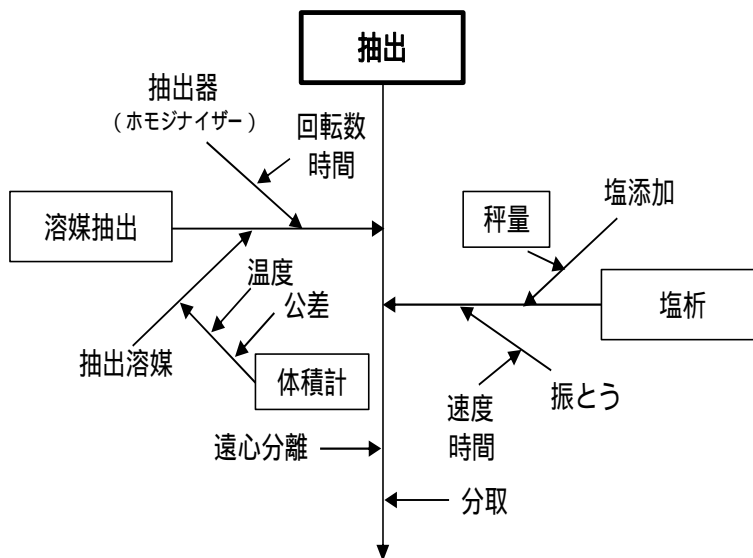 抽出
抽出器
（ホモジナイザー）
回転数
時間
溶媒抽出
塩添加
秤量
温度
公差
塩析
抽出溶媒
体積計
振とう
速度
時間
遠心分離
分取